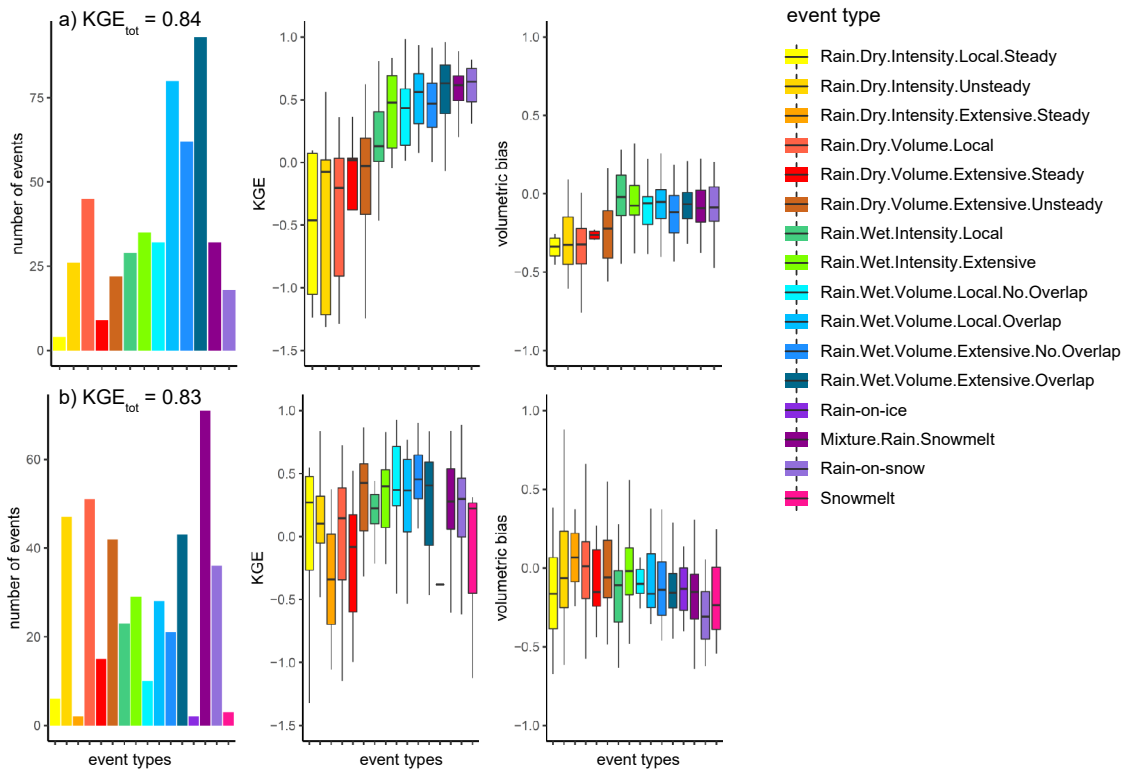 a) KGEtot = 0.84
number of events
75
50
25
0
KGE
1.0
0.5
0.0
−0.5
−1.0
−1.5
volumetric bias
1.0
0.5
0.0
−0.5
−1.0
b) KGEtot = 0.83
number of events
60
40
20
0
event types
KGE
1.0
0.5
0.0
−0.5
−1.0
−1.5
event types
volumetric bias
1.0
0.5
0.0
−0.5
−1.0
event types
event type
Rain.Dry.Intensity.Local.Steady
Rain.Dry.Intensity.Unsteady
Rain.Dry.Intensity.Extensive.Steady
Rain.Dry.Volume.Local
Rain.Dry.Volume.Extensive.Steady
Rain.Dry.Volume.Extensive.Unsteady
Rain.Wet.Intensity.Local
Rain.Wet.Intensity.Extensive
Rain.Wet.Volume.Local.No.Overlap
Rain.Wet.Volume.Local.Overlap
Rain.Wet.Volume.Extensive.No.Overlap
Rain.Wet.Volume.Extensive.Overlap
Rain-on-ice
Mixture.Rain.Snowmelt
Rain-on-snow
Snowmelt